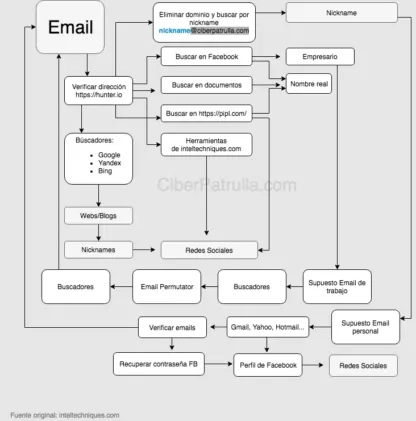 Email
Eliminar dominio y buscar por
nickname
nickname@ciberpatrulla.com
Nickname
Verificar dirección
https://hunter.io
Buscar en Facebook
Empresario
Buscar en documentos
Nombre real
Buscar en https://pipl.com/
Búscadores:
• Google
• Yandex
• Bing
Herramientas
de inteltechniques.com
CiberPatrulla.com
Webs/Blogs
Nicknames
Redes Sociales
Buscadores
Email Permutator
Buscadores
Supuesto Email de
trabajo
Verificar emails
Gmail, Yahoo, Hotmail...
Supuesto Email
personal
Recuperar contraseña FB
Perfil de Facebook
Redes Sociales
Fuente original: inteltechniques.com